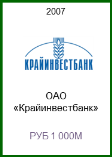 2007
КРАЙИНВЕСТБАНК
ОАО
«Крайинвестбанк»
РУБ 1 000М